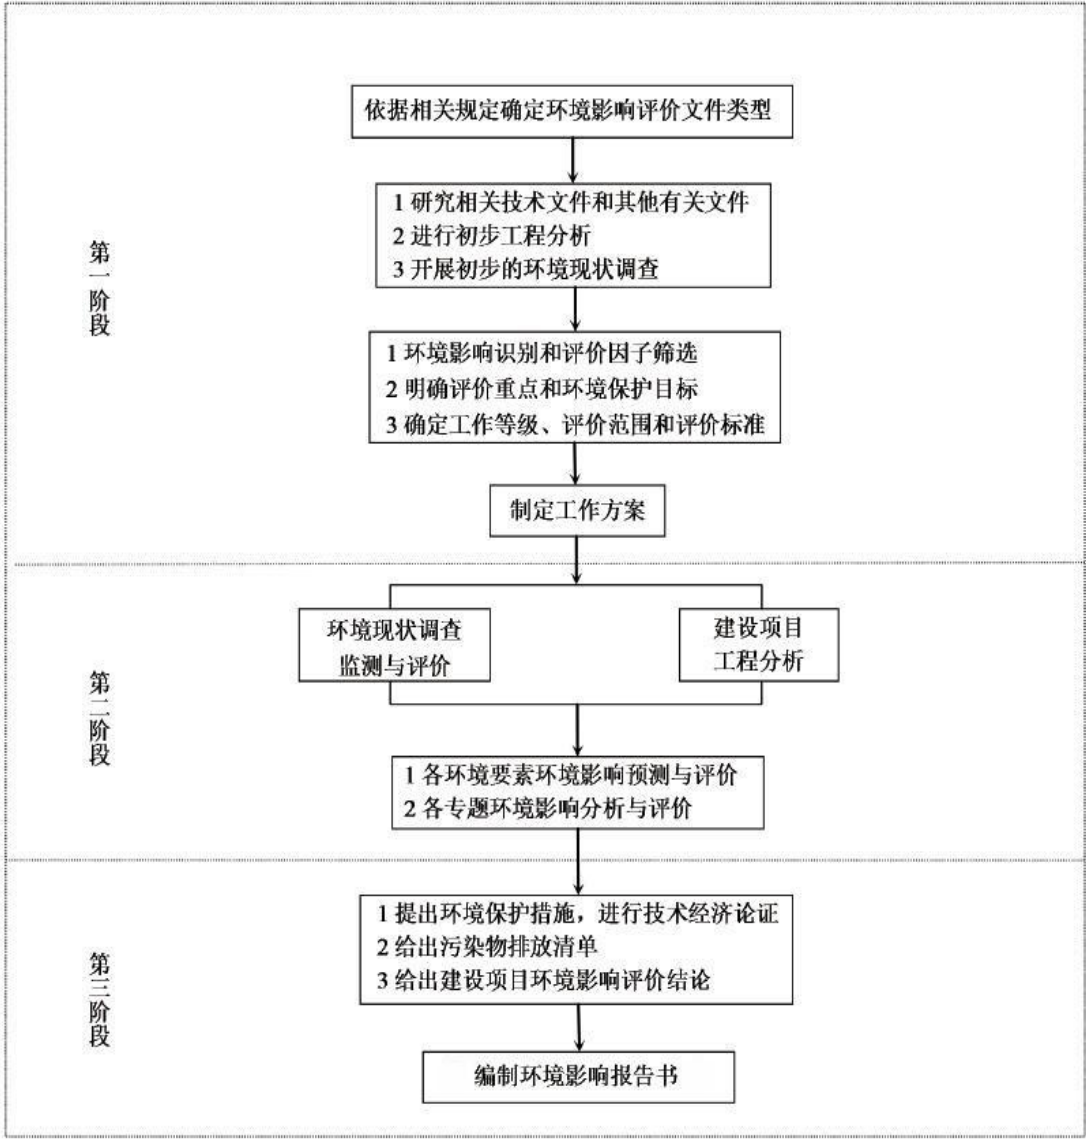 依据相关规定确定环境影响评价文件类型
1 研究相关技术文件和其他有关文件
2 进行初步工程分析
3 开展初步的环境现状调查
第一阶段
1 环境影响识别和评价因子筛选
2 明确评价重点和环境保护目标
3 确定工作等级、评价范围和评价标准
制定工作方案
环境现状调查
监测与评价
建设项目
工程分析
第二阶段
1 各环境要素环境影响预测与评价
2 各专题环境影响分析与评价
1 提出环境保护措施，进行技术经济论证
2 给出污染物排放清单
3 给出建设项目环境影响评价结论
第三阶段
编制环境影响报告书